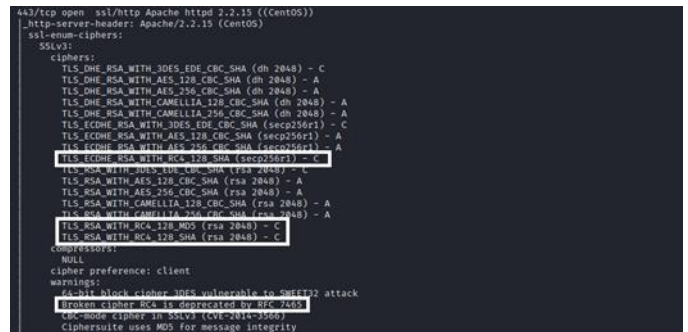 443/tcp open  ssl/http Apache httpd 2.2.15 ((CentOS))
|_http-server-header: Apache/2.2.15 (CentOS)
| ssl-enum-ciphers:
|   SSLv3:
|     ciphers:
|       TLS_DHE_RSA_WITH_3DES_EDE_CBC_SHA (dh 2048) - C
|       TLS_DHE_RSA_WITH_AES_128_CBC_SHA (dh 2048) - A
|       TLS_DHE_RSA_WITH_AES_256_CBC_SHA (dh 2048) - A
|       TLS_DHE_RSA_WITH_CAMELLIA_128_CBC_SHA (dh 2048) - A
|       TLS_DHE_RSA_WITH_CAMELLIA_256_CBC_SHA (dh 2048) - A
|       TLS_ECDHE_RSA_WITH_3DES_EDE_CBC_SHA (secp256r1) - C
|       TLS_ECDHE_RSA_WITH_AES_128_CBC_SHA (secp256r1) - A
|       TLS_ECDHE_RSA_WITH_AES_256_CBC_SHA (secp256r1) - A
|       TLS_ECDHE_RSA_WITH_RC4_128_SHA (secp256r1) - C
|       TLS_RSA_WITH_3DES_EDE_CBC_SHA (rsa 2048) - C
|       TLS_RSA_WITH_AES_128_CBC_SHA (rsa 2048) - A
|       TLS_RSA_WITH_AES_256_CBC_SHA (rsa 2048) - A
|       TLS_RSA_WITH_CAMELLIA_128_CBC_SHA (rsa 2048) - A
|       TLS_RSA_WITH_CAMELLIA_256_CBC_SHA (rsa 2048) - A
|       TLS_RSA_WITH_RC4_128_MD5 (rsa 2048) - C
|       TLS_RSA_WITH_RC4_128_SHA (rsa 2048) - C
|     compressors:
|       NULL
|     cipher preference: client
|     warnings:
|       64-bit block cipher 3DES vulnerable to SWEET32 attack
|       Broken cipher RC4 is deprecated by RFC 7465
|       CBC-mode cipher in SSLv3 (CVE-2014-3566)
|       Ciphersuite uses MD5 for message integrity